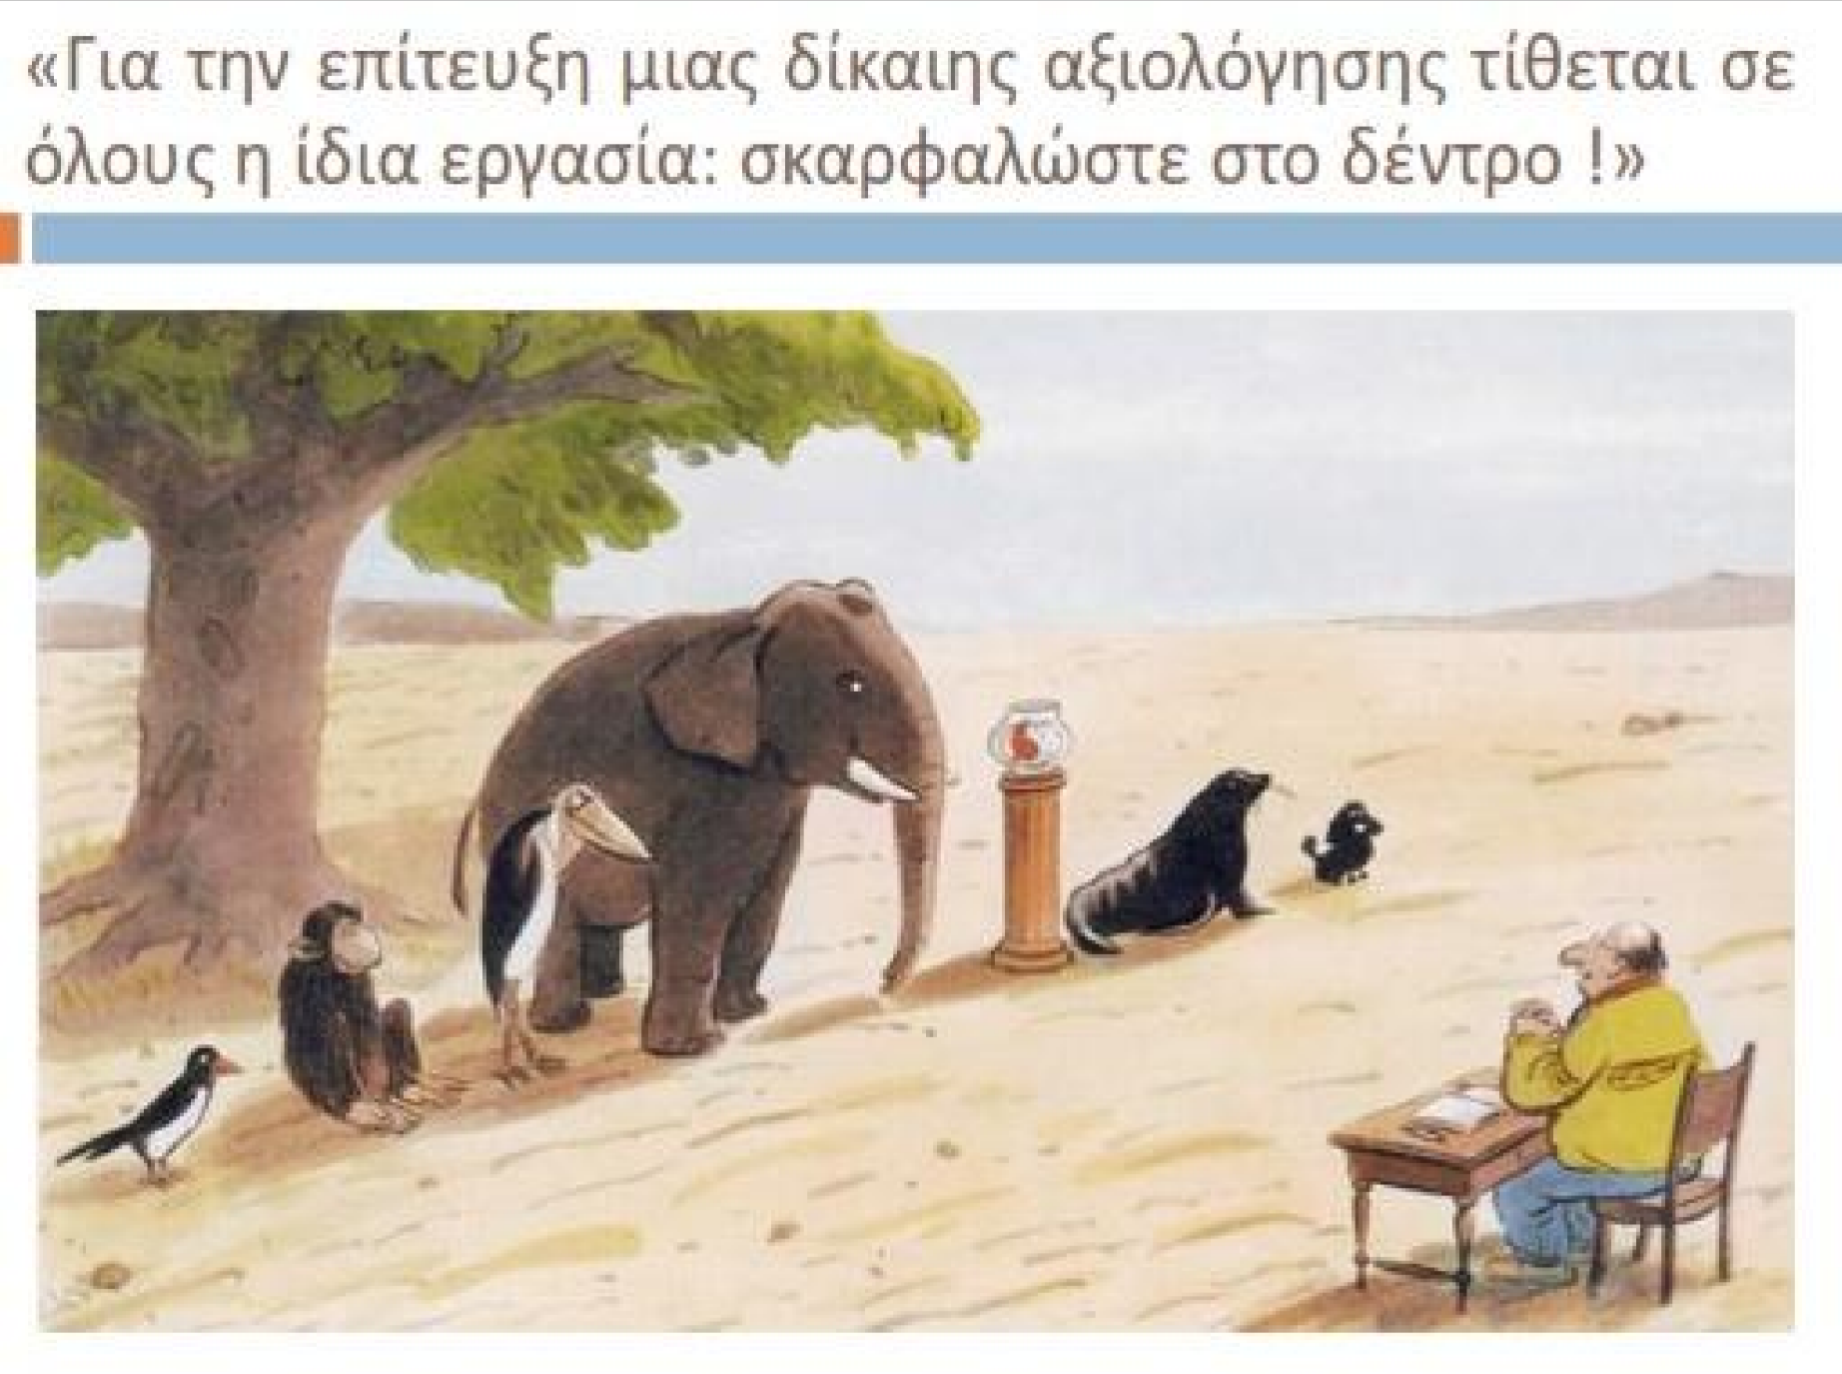 «Για την επίτευξη μιας δίκαιης αξιολόγησης τίθεται σε
όλους η ίδια εργασία: σκαρφαλώστε στο δέντρο !»